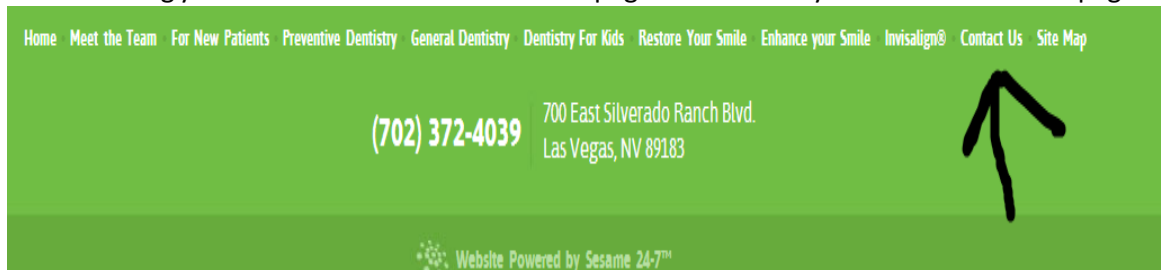 Home · Meet the Team · For New Patients · Preventive Dentistry · General Dentistry · Dentistry For Kids · Restore Your Smile · Enhance your Smile · Invisalign® · Contact Us · Site Map
(702) 372-4039
700 East Silverado Ranch Blvd.
Las Vegas, NV 89183
Website Powered by Sesame 24-7™